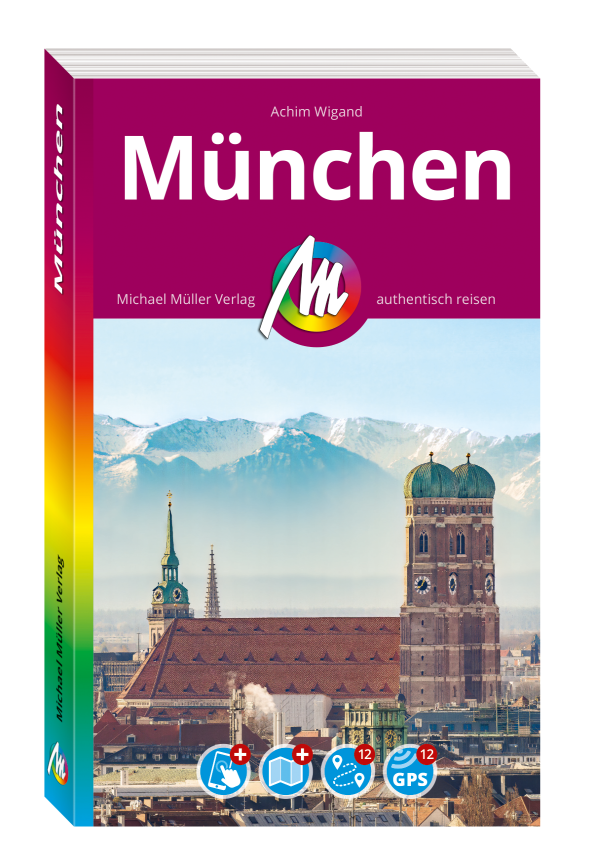 Achim Wigand
München
Michael Müller Verlag
authentisch reisen
München
Michael Müller Verlag
12
12
GPS